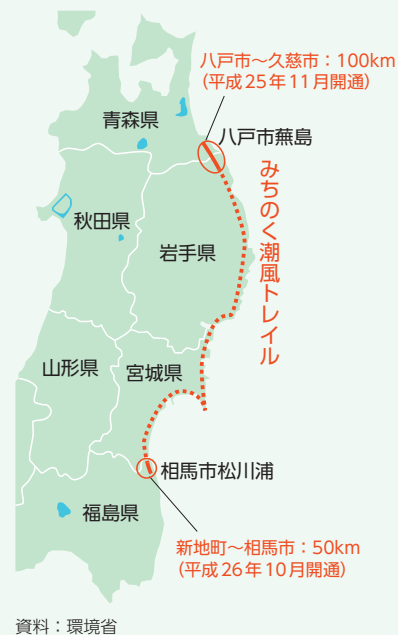 八戸市～久慈市：100km
（平成25年11月開通）
青森県
八戸市蕪島
みちのく潮風トレイル
秋田県
岩手県
山形県
宮城県
相馬市松川浦
福島県
新地町～相馬市：50km
（平成26年10月開通）
資料：環境省